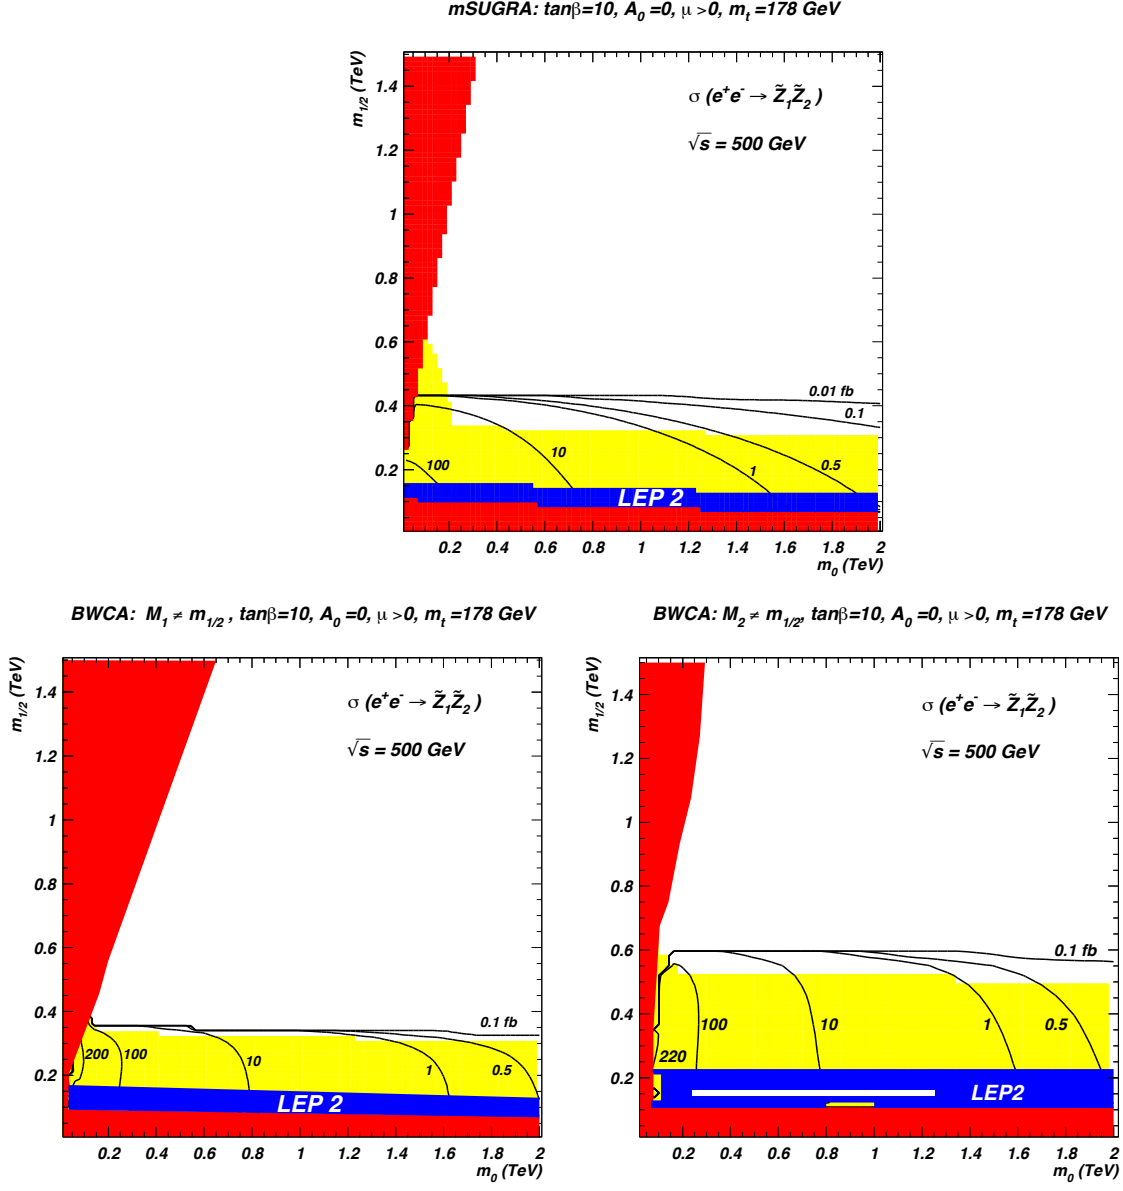 mSUGRA: tanβ=10, A₀ =0, μ >0, mₜ =178 GeV
m₁/₂ (TeV)
σ (e⁺e⁻ → Z̃₁Z̃₂ )
√s = 500 GeV
1.4
1.2
1
0.8
0.6
0.4
0.2
0.01 fb
0.1
100
10
1
0.5
LEP 2
0.2 0.4 0.6 0.8 1 1.2 1.4 1.6 1.8 2
m₀ (TeV)
BWCA: M₁ ≠ m₁/₂ , tanβ=10, A₀ =0, μ >0, mₜ =178 GeV
m₁/₂ (TeV)
σ (e⁺e⁻ → Z̃₁Z̃₂ )
√s = 500 GeV
1.4
1.2
1
0.8
0.6
0.4
0.2
0.1 fb
200
100
10
1
0.5
LEP 2
0.2 0.4 0.6 0.8 1 1.2 1.4 1.6 1.8 2
m₀ (TeV)
BWCA: M₂ ≠ m₁/₂, tanβ=10, A₀ =0, μ >0, mₜ =178 GeV
m₁/₂ (TeV)
σ (e⁺e⁻ → Z̃₁Z̃₂ )
√s = 500 GeV
1.4
1.2
1
0.8
0.6
0.4
0.2
0.1 fb
100
10
1
0.5
220
LEP2
0.2 0.4 0.6 0.8 1 1.2 1.4 1.6 1.8 2
m₀ (TeV)